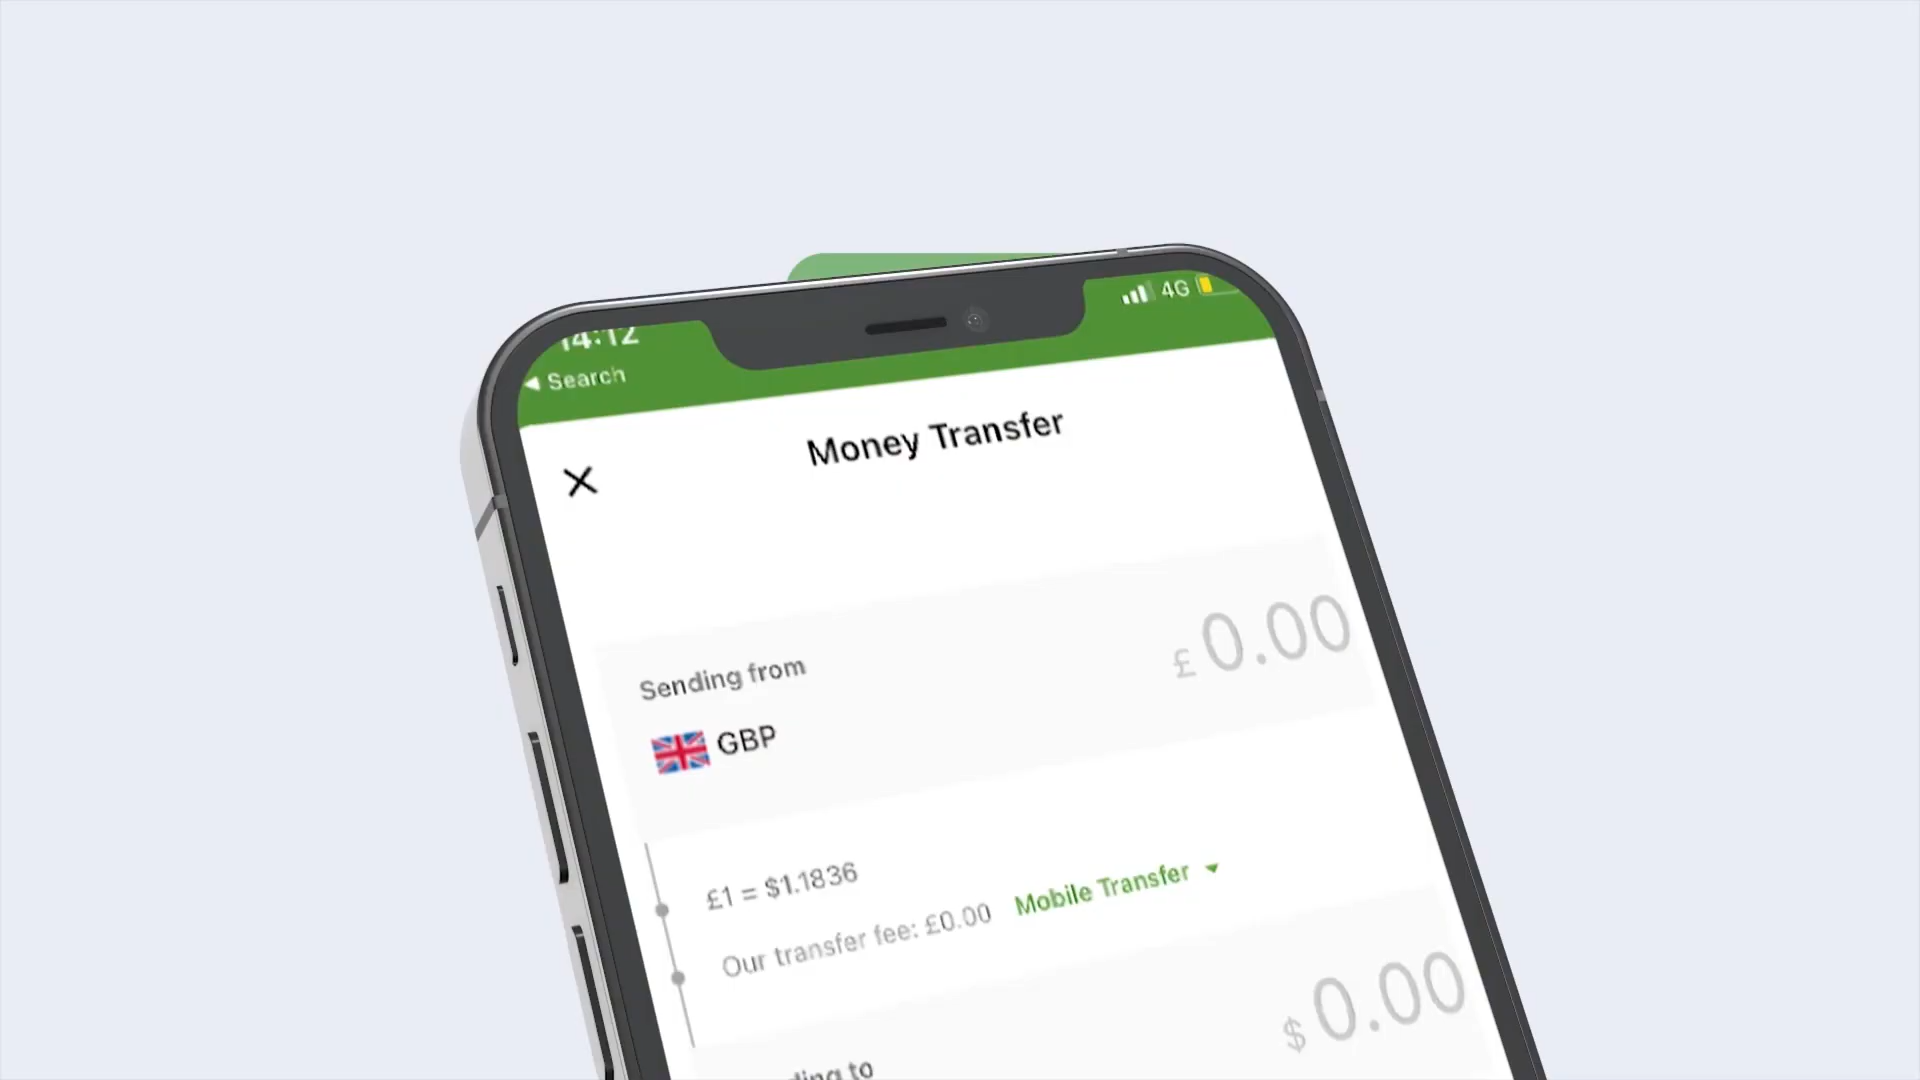 14:12
4G
◀ Search
Money Transfer
Sending from
£0.00
GBP
£1 = $1.1836
Our transfer fee: £0.00 Mobile Transfer
$0.00
to